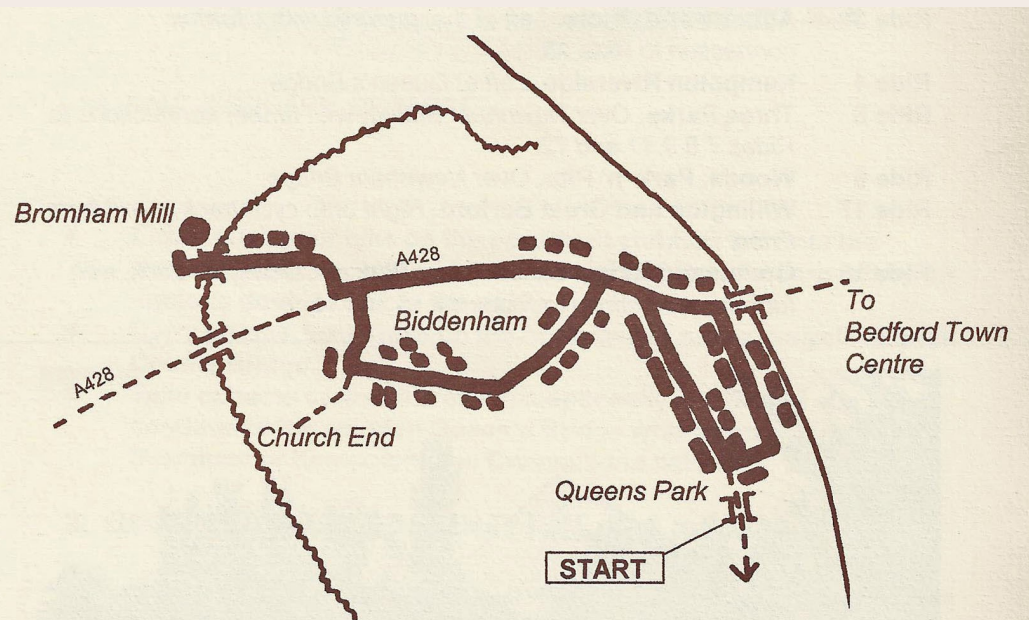 Bromham Mill
A428
Biddenham
To
Bedford Town
Centre
A428
Church End
Queens Park
START